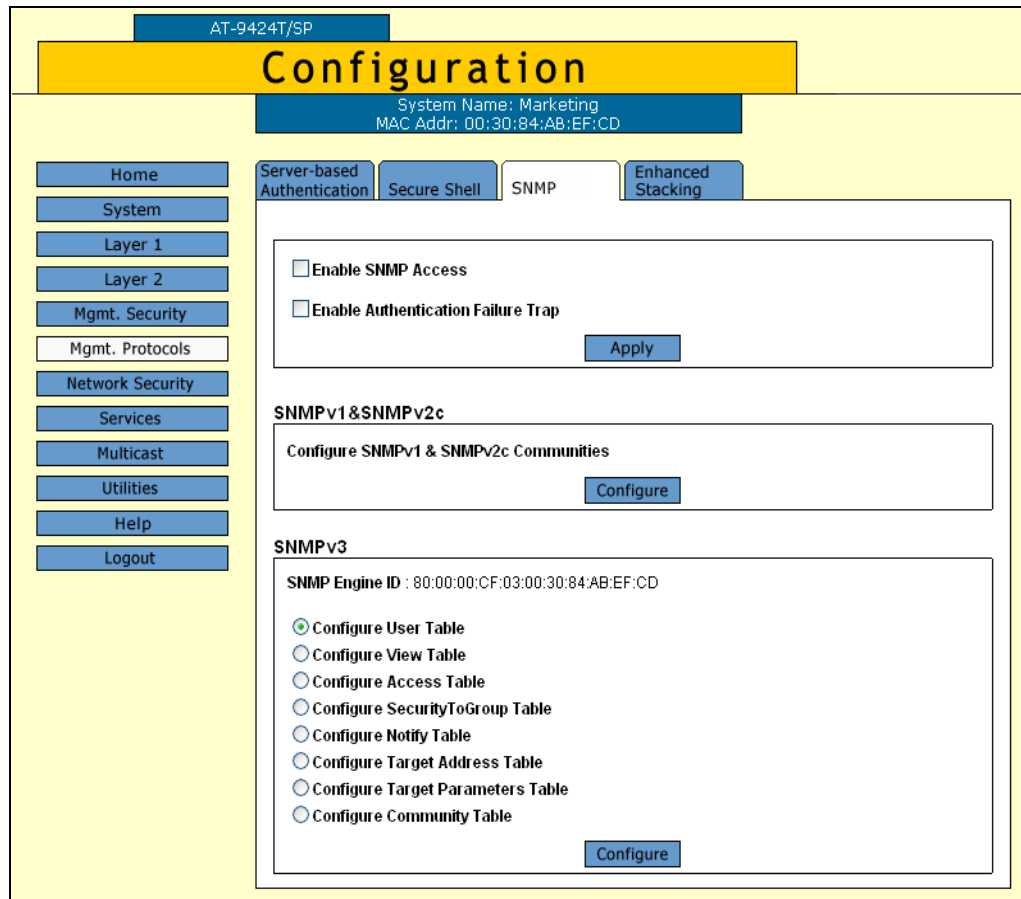 AT-9424T/SP
Configuration
System Name: Marketing
MAC Addr: 00:30:84:AB:EF:CD
Home
System
Layer 1
Layer 2
Mgmt. Security
Mgmt. Protocols
Network Security
Services
Multicast
Utilities
Help
Logout
Server-based
Authentication
Secure Shell
SNMP
Enhanced
Stacking
Enable SNMP Access
Enable Authentication Failure Trap
Apply
SNMPv1&SNMPv2c
Configure SNMPv1 & SNMPv2c Communities
Configure
SNMPv3
SNMP Engine ID : 80:00:00:CF:03:00:30:84:AB:EF:CD
Configure User Table
Configure View Table
Configure Access Table
Configure SecurityToGroup Table
Configure Notify Table
Configure Target Address Table
Configure Target Parameters Table
Configure Community Table
Configure